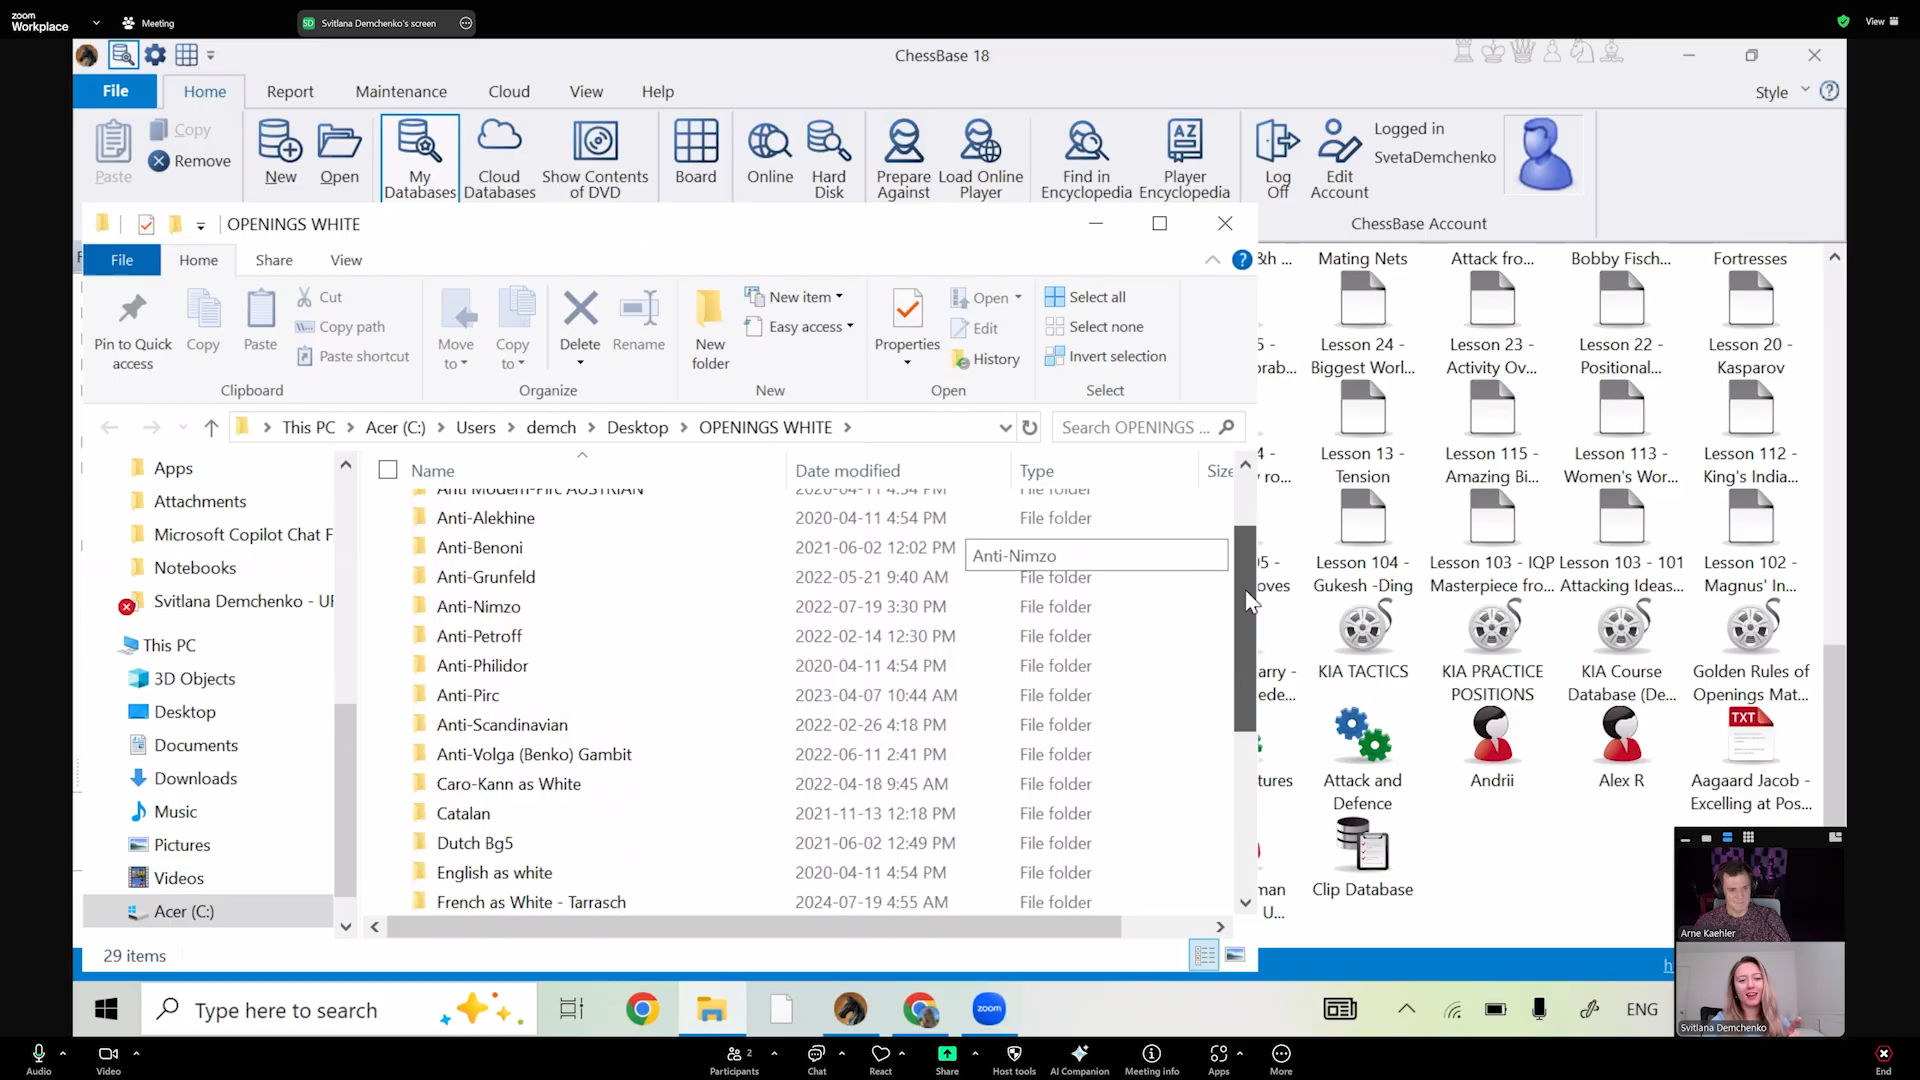 zoom
Workplace
Meeting
SD
Svitlana Demchenko's screen
View
ChessBase 18
File
Home
Report
Maintenance
Cloud
View
Help
Style
Paste
Copy
Remove
New
Open
My
Databases
Cloud
Databases
Show Contents
of DVD
Board
Online
Hard
Disk
Prepare
Against
Load Online
Player
Find in
Encyclopedia
AZ
Player
Encyclopedia
Log
Off
Edit
Account
Logged in
SvetaDemchenko
ChessBase Account
OPENINGS WHITE
File
Home
Share
View
Pin to Quick
access
Copy
Paste
Cut
Copy path
Paste shortcut
Clipboard
Move
to
Copy
to
Delete
Rename
Organize
New
folder
New item
Easy access
New
Properties
Open
Edit
History
Open
Select all
Select none
Invert selection
Select
This PC
Acer (C:)
Users
demch
Desktop
OPENINGS WHITE
Search OPENINGS ...
Apps
Attachments
Microsoft Copilot Chat F
Notebooks
Svitlana Demchenko - Uf
This PC
3D Objects
Desktop
Documents
Downloads
Music
Pictures
Videos
Acer (C:)
Name Date modified Type Size
Anti Modern-Pirc AUSTRIAN 2020-04-11 4:54 PM File folder
Anti-Alekhine 2020-04-11 4:54 PM File folder
Anti-Benoni 2021-06-02 12:02 PM
Anti-Nimzo
Anti-Grunfeld 2022-05-21 9:40 AM File folder
Anti-Nimzo 2022-07-19 3:30 PM File folder
Anti-Petroff 2022-02-14 12:30 PM File folder
Anti-Philidor 2020-04-11 4:54 PM File folder
Anti-Pirc 2023-04-07 10:44 AM File folder
Anti-Scandinavian 2022-02-26 4:18 PM File folder
Anti-Volga (Benko) Gambit 2022-06-11 2:41 PM File folder
Caro-Kann as White 2022-04-18 9:45 AM File folder
Catalan 2021-11-13 12:18 PM File folder
Dutch Bg5 2021-06-02 12:49 PM File folder
English as white 2020-04-11 4:54 PM File folder
French as White - Tarrasch 2024-07-19 4:55 AM File folder
29 items
Mating Nets
Attack fro...
Bobby Fisch...
Fortresses
Lesson 24 -
Biggest Worl...
Lesson 23 -
Activity Ov...
Lesson 22 -
Positional...
Lesson 20 -
Kasparov
Lesson 13 -
Tension
Lesson 115 -
Amazing Bi...
Lesson 113 -
Women's Wor...
Lesson 112 -
King's India...
Lesson 104 -
Gukesh -Ding
Lesson 103 - IQP
Masterpiece fro...
Lesson 103 - 101
Attacking Ideas...
Lesson 102 -
Magnus' In...
KIA TACTICS
KIA PRACTICE
POSITIONS
KIA Course
Database (De...
Golden Rules of
Openings Mat...
Attack and
Defence
Andrii
Alex R
TXT
Aagaard Jacob -
Excelling at Pos...
Clip Database
Arne Kaehler
Svitlana Demchenko
Type here to search
zoom
ENG
Audio
Video
2
Participants
Chat
React
Share
Host tools
AI Companion
Meeting info
Apps
More
End